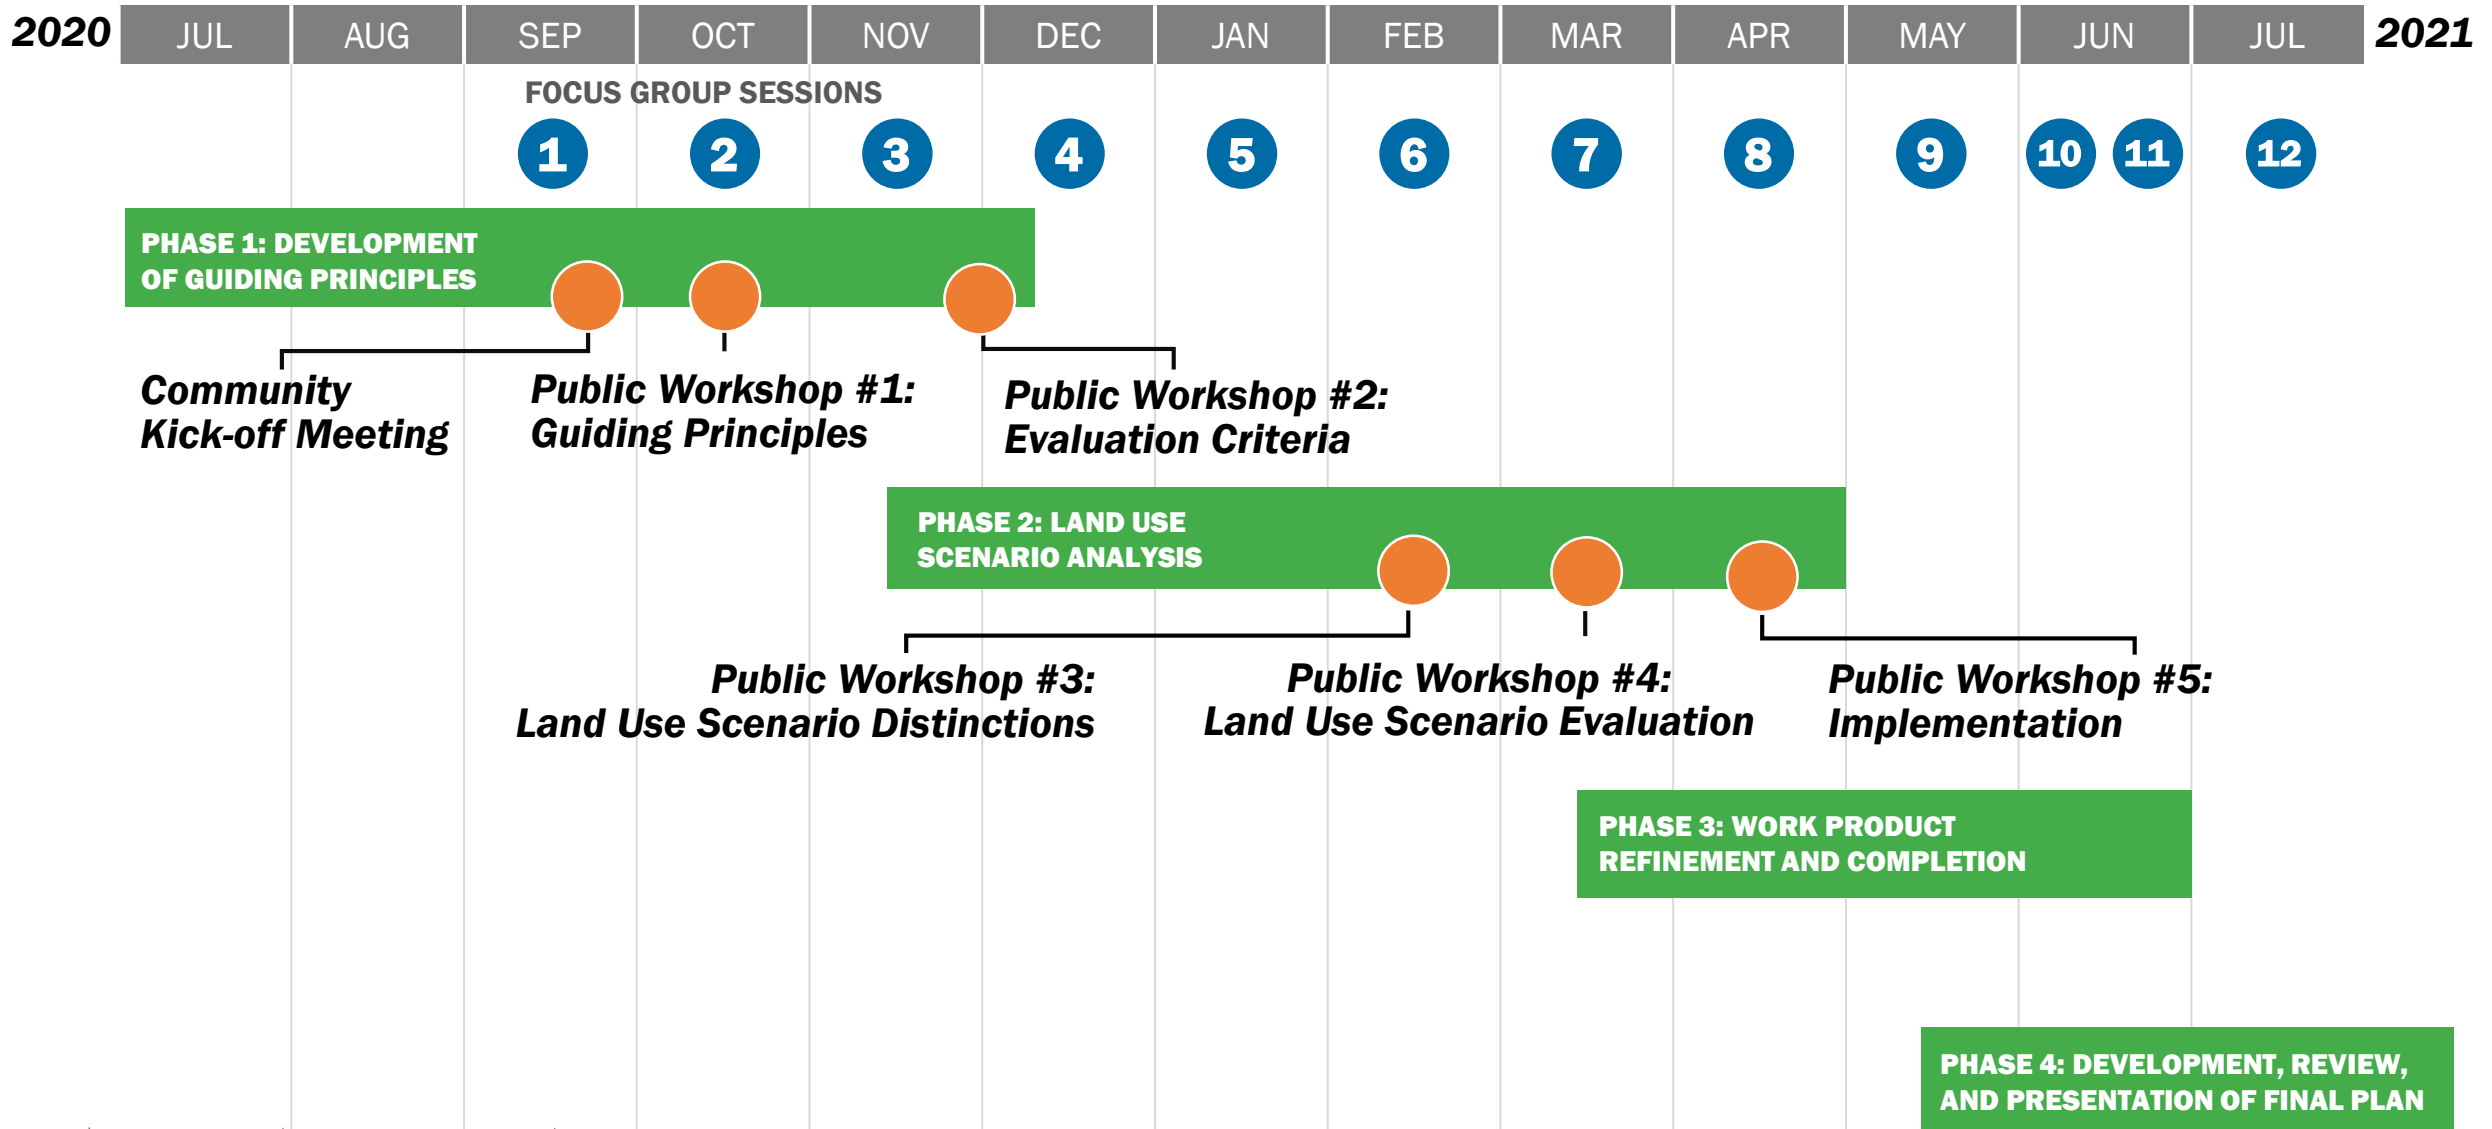 2020 JUL AUG SEP OCT NOV DEC JAN FEB MAR APR MAY JUN JUL 2021
FOCUS GROUP SESSIONS
1 2 3 4 5 6 7 8 9 10 11 12
PHASE 1: DEVELOPMENT
OF GUIDING PRINCIPLES
Community
Kick-off Meeting
Public Workshop #1:
Guiding Principles
Public Workshop #2:
Evaluation Criteria
PHASE 2: LAND USE
SCENARIO ANALYSIS
Public Workshop #3:
Land Use Scenario Distinctions
Public Workshop #4:
Land Use Scenario Evaluation
Public Workshop #5:
Implementation
PHASE 3: WORK PRODUCT
REFINEMENT AND COMPLETION
PHASE 4: DEVELOPMENT, REVIEW,
AND PRESENTATION OF FINAL PLAN